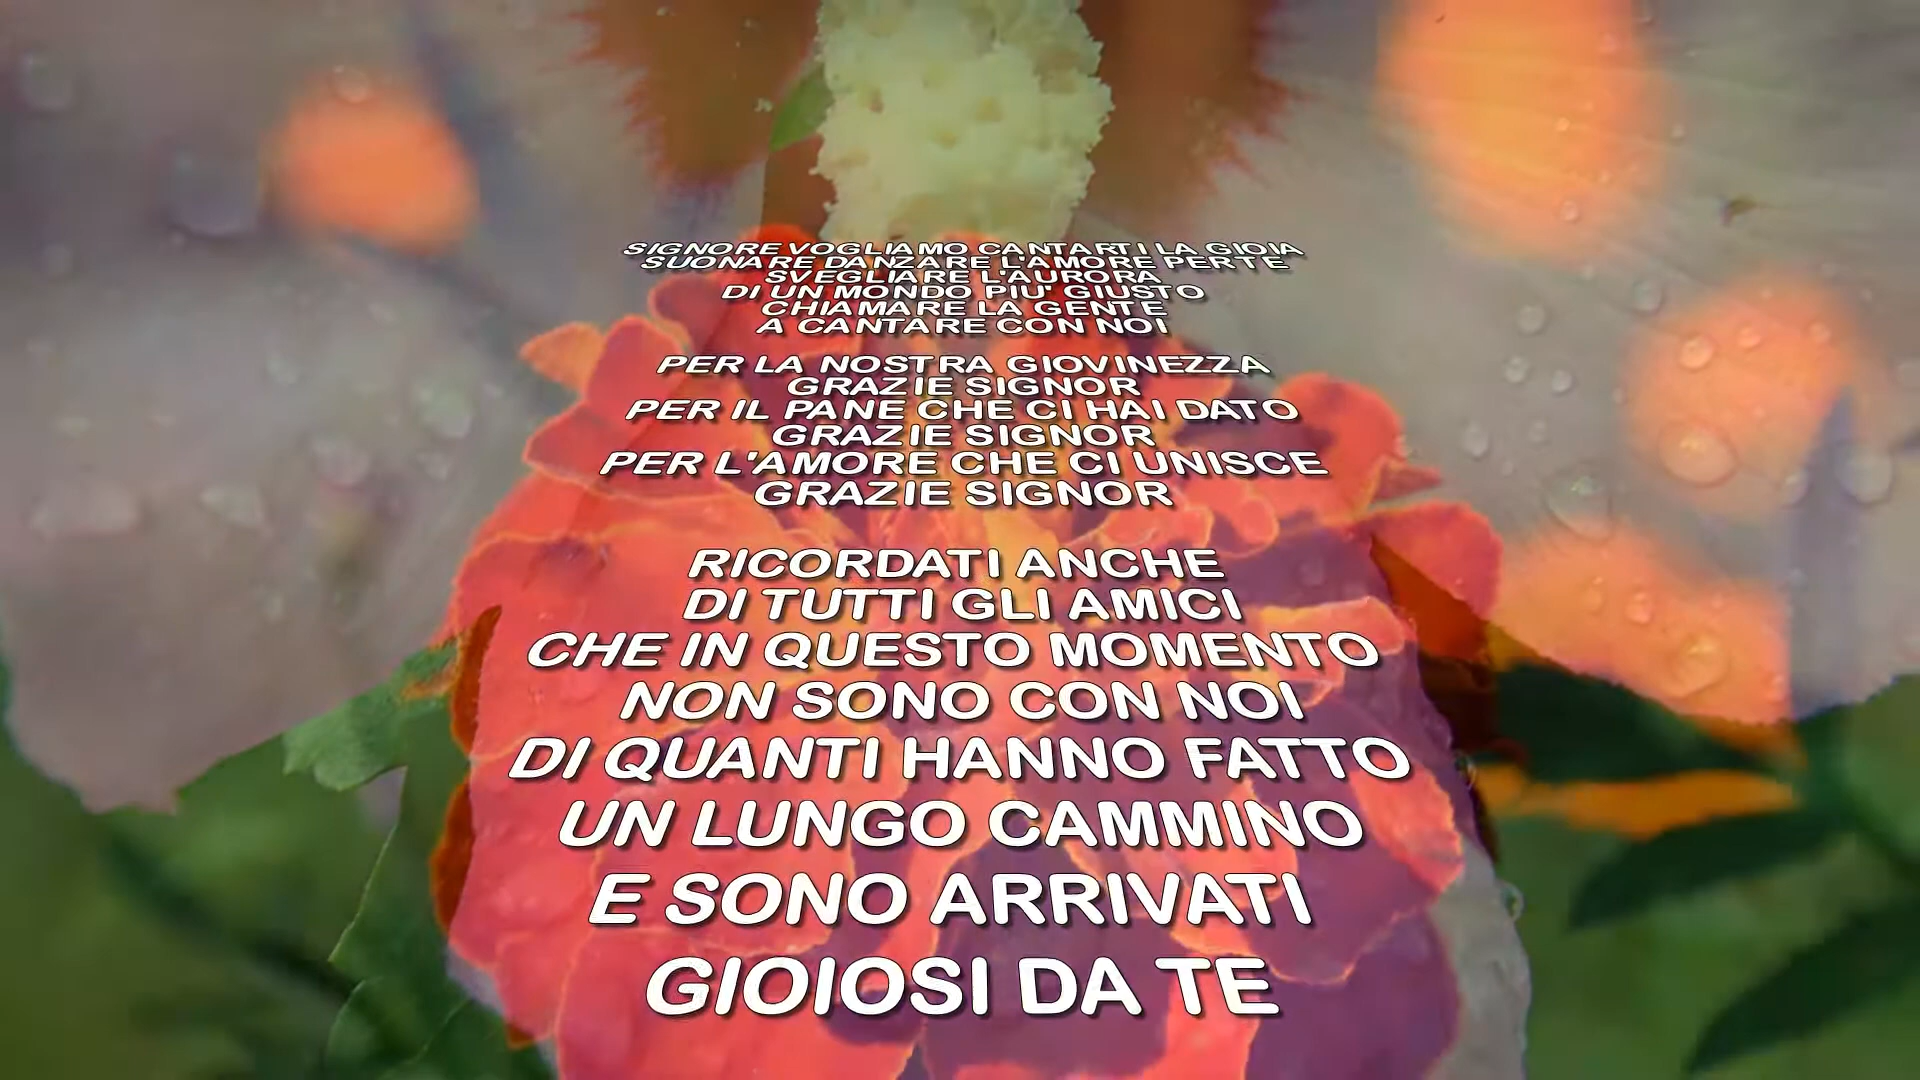 SIGNORE VOGLIAMO CANTARTI LA GIOIA
SUONARE DANZARE L'AMORE PER TE
SVEGLIARE L'AURORA
DI UN MONDO PIU' GIUSTO
CHIAMARE LA GENTE
A CANTARE CON NOI
PER LA NOSTRA GIOVINEZZA
GRAZIE SIGNOR
PER IL PANE CHE CI HAI DATO
GRAZIE SIGNOR
PER L'AMORE CHE CI UNISCE
GRAZIE SIGNOR
RICORDATI ANCHE
DI TUTTI GLI AMICI
CHE IN QUESTO MOMENTO
NON SONO CON NOI
DI QUANTI HANNO FATTO
UN LUNGO CAMMINO
E SONO ARRIVATI
GIOIOSI DA TE